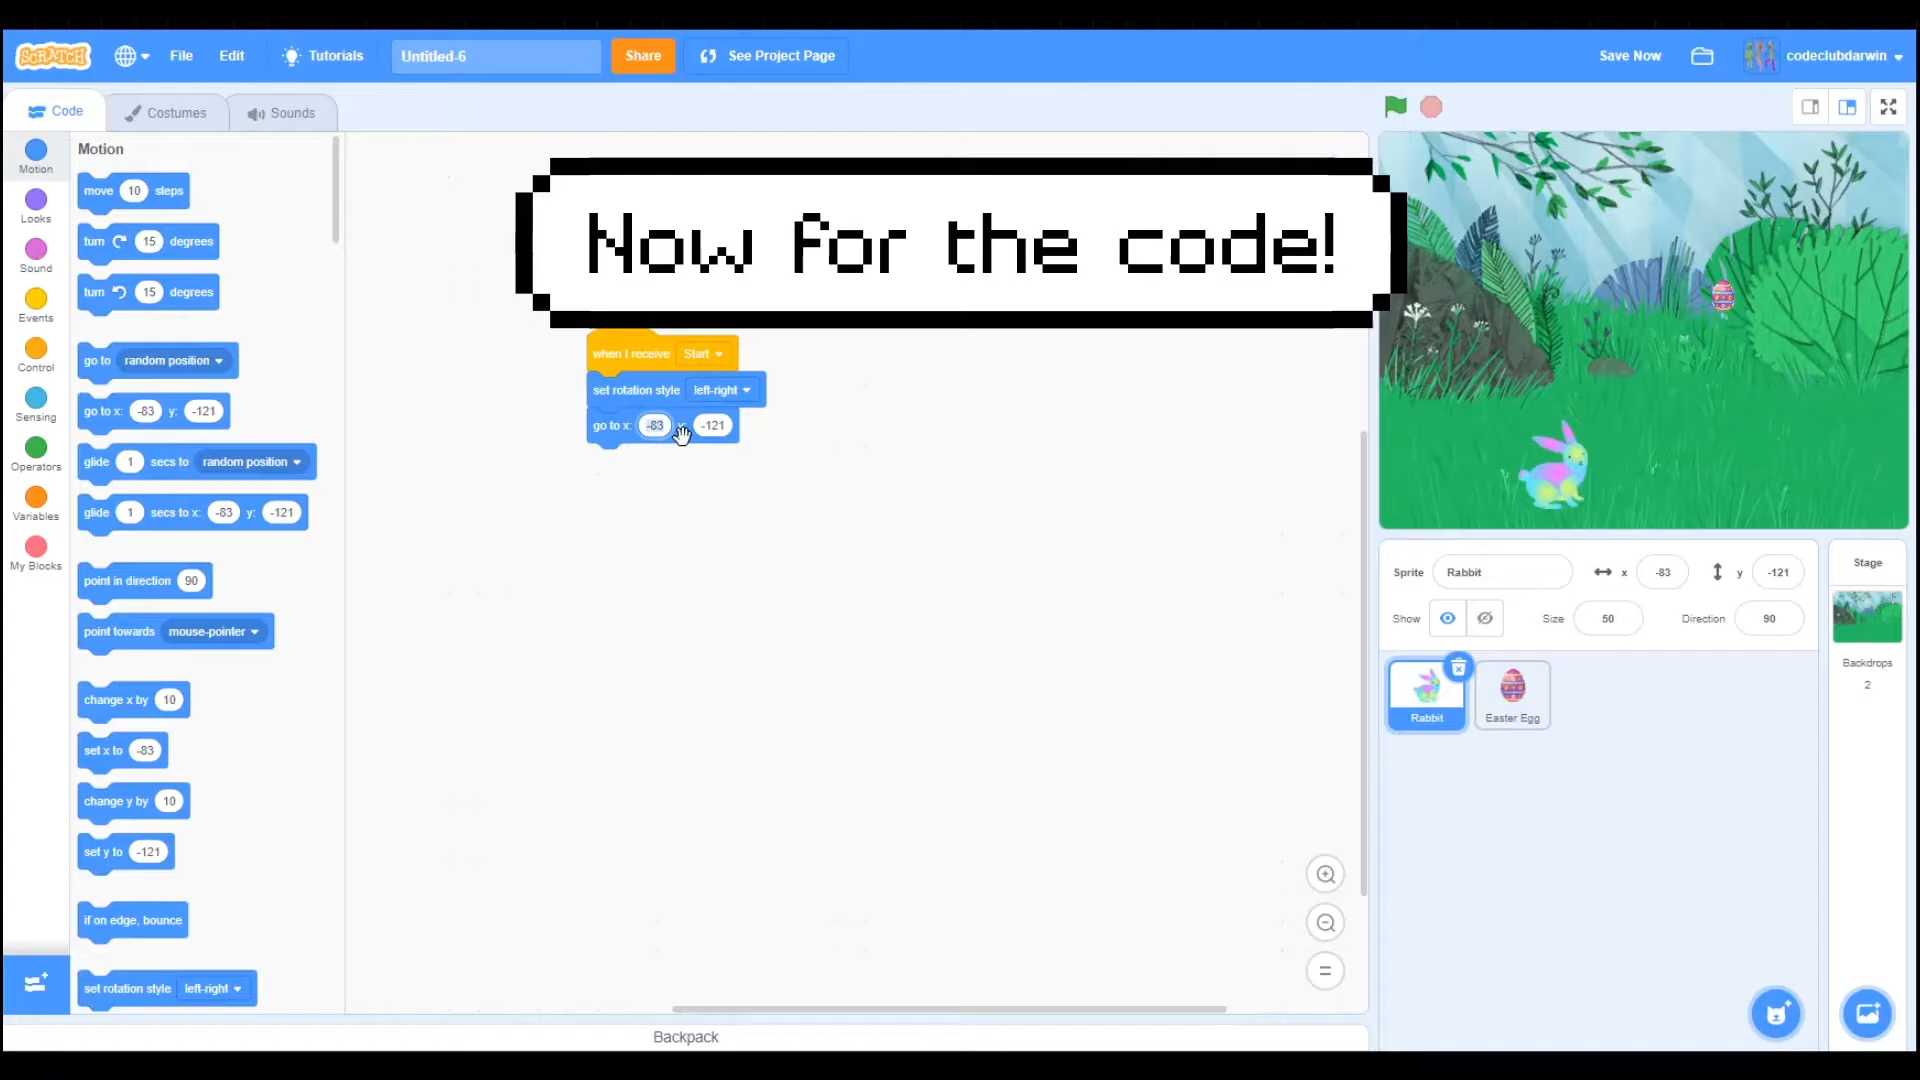 SCRATCH
File
Edit
Tutorials
Untitled-6
Share
See Project Page
Save Now
codeclubdarwin
Code
Costumes
Sounds
Motion
Looks
Sound
Events
Control
Sensing
Operators
Variables
My Blocks
Motion
move 10 steps
turn 15 degrees
turn 15 degrees
go to random position
go to x: -83 y: -121
glide 1 secs to random position
glide 1 secs to x: -83 y: -121
point in direction 90
point towards mouse-pointer
change x by 10
set x to -83
change y by 10
set y to -121
if on edge, bounce
set rotation style left-right
Now for the code!
when I receive Start
set rotation style left-right
go to x: -83 -121
Backpack
Sprite Rabbit x -83 y -121
Show Size 50 Direction 90
Rabbit
Easter Egg
Stage
Backdrops
2